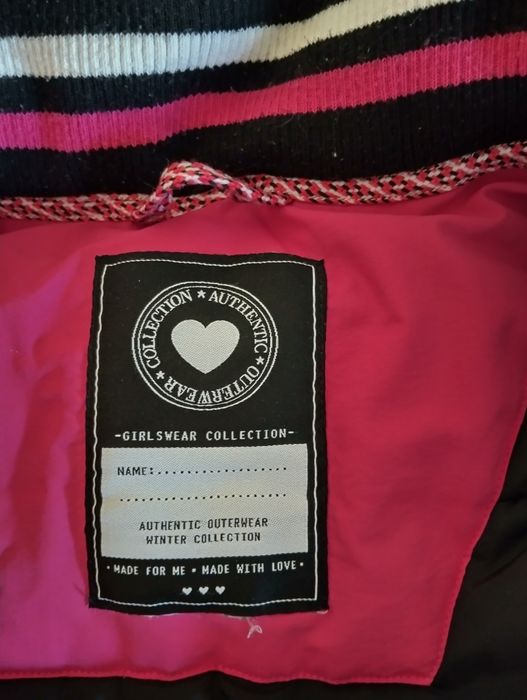 COLLECTION ★ AUTHENTIC ★ OUTERWEAR ★
-GIRLSWEAR COLLECTION-
NAME:..................
.......................
AUTHENTIC OUTERWEAR
WINTER COLLECTION
• MADE FOR ME • MADE WITH LOVE •